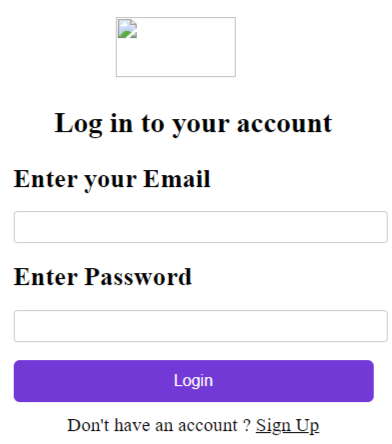 Log in to your account
Enter your Email
Enter Password
Login
Don't have an account ? Sign Up